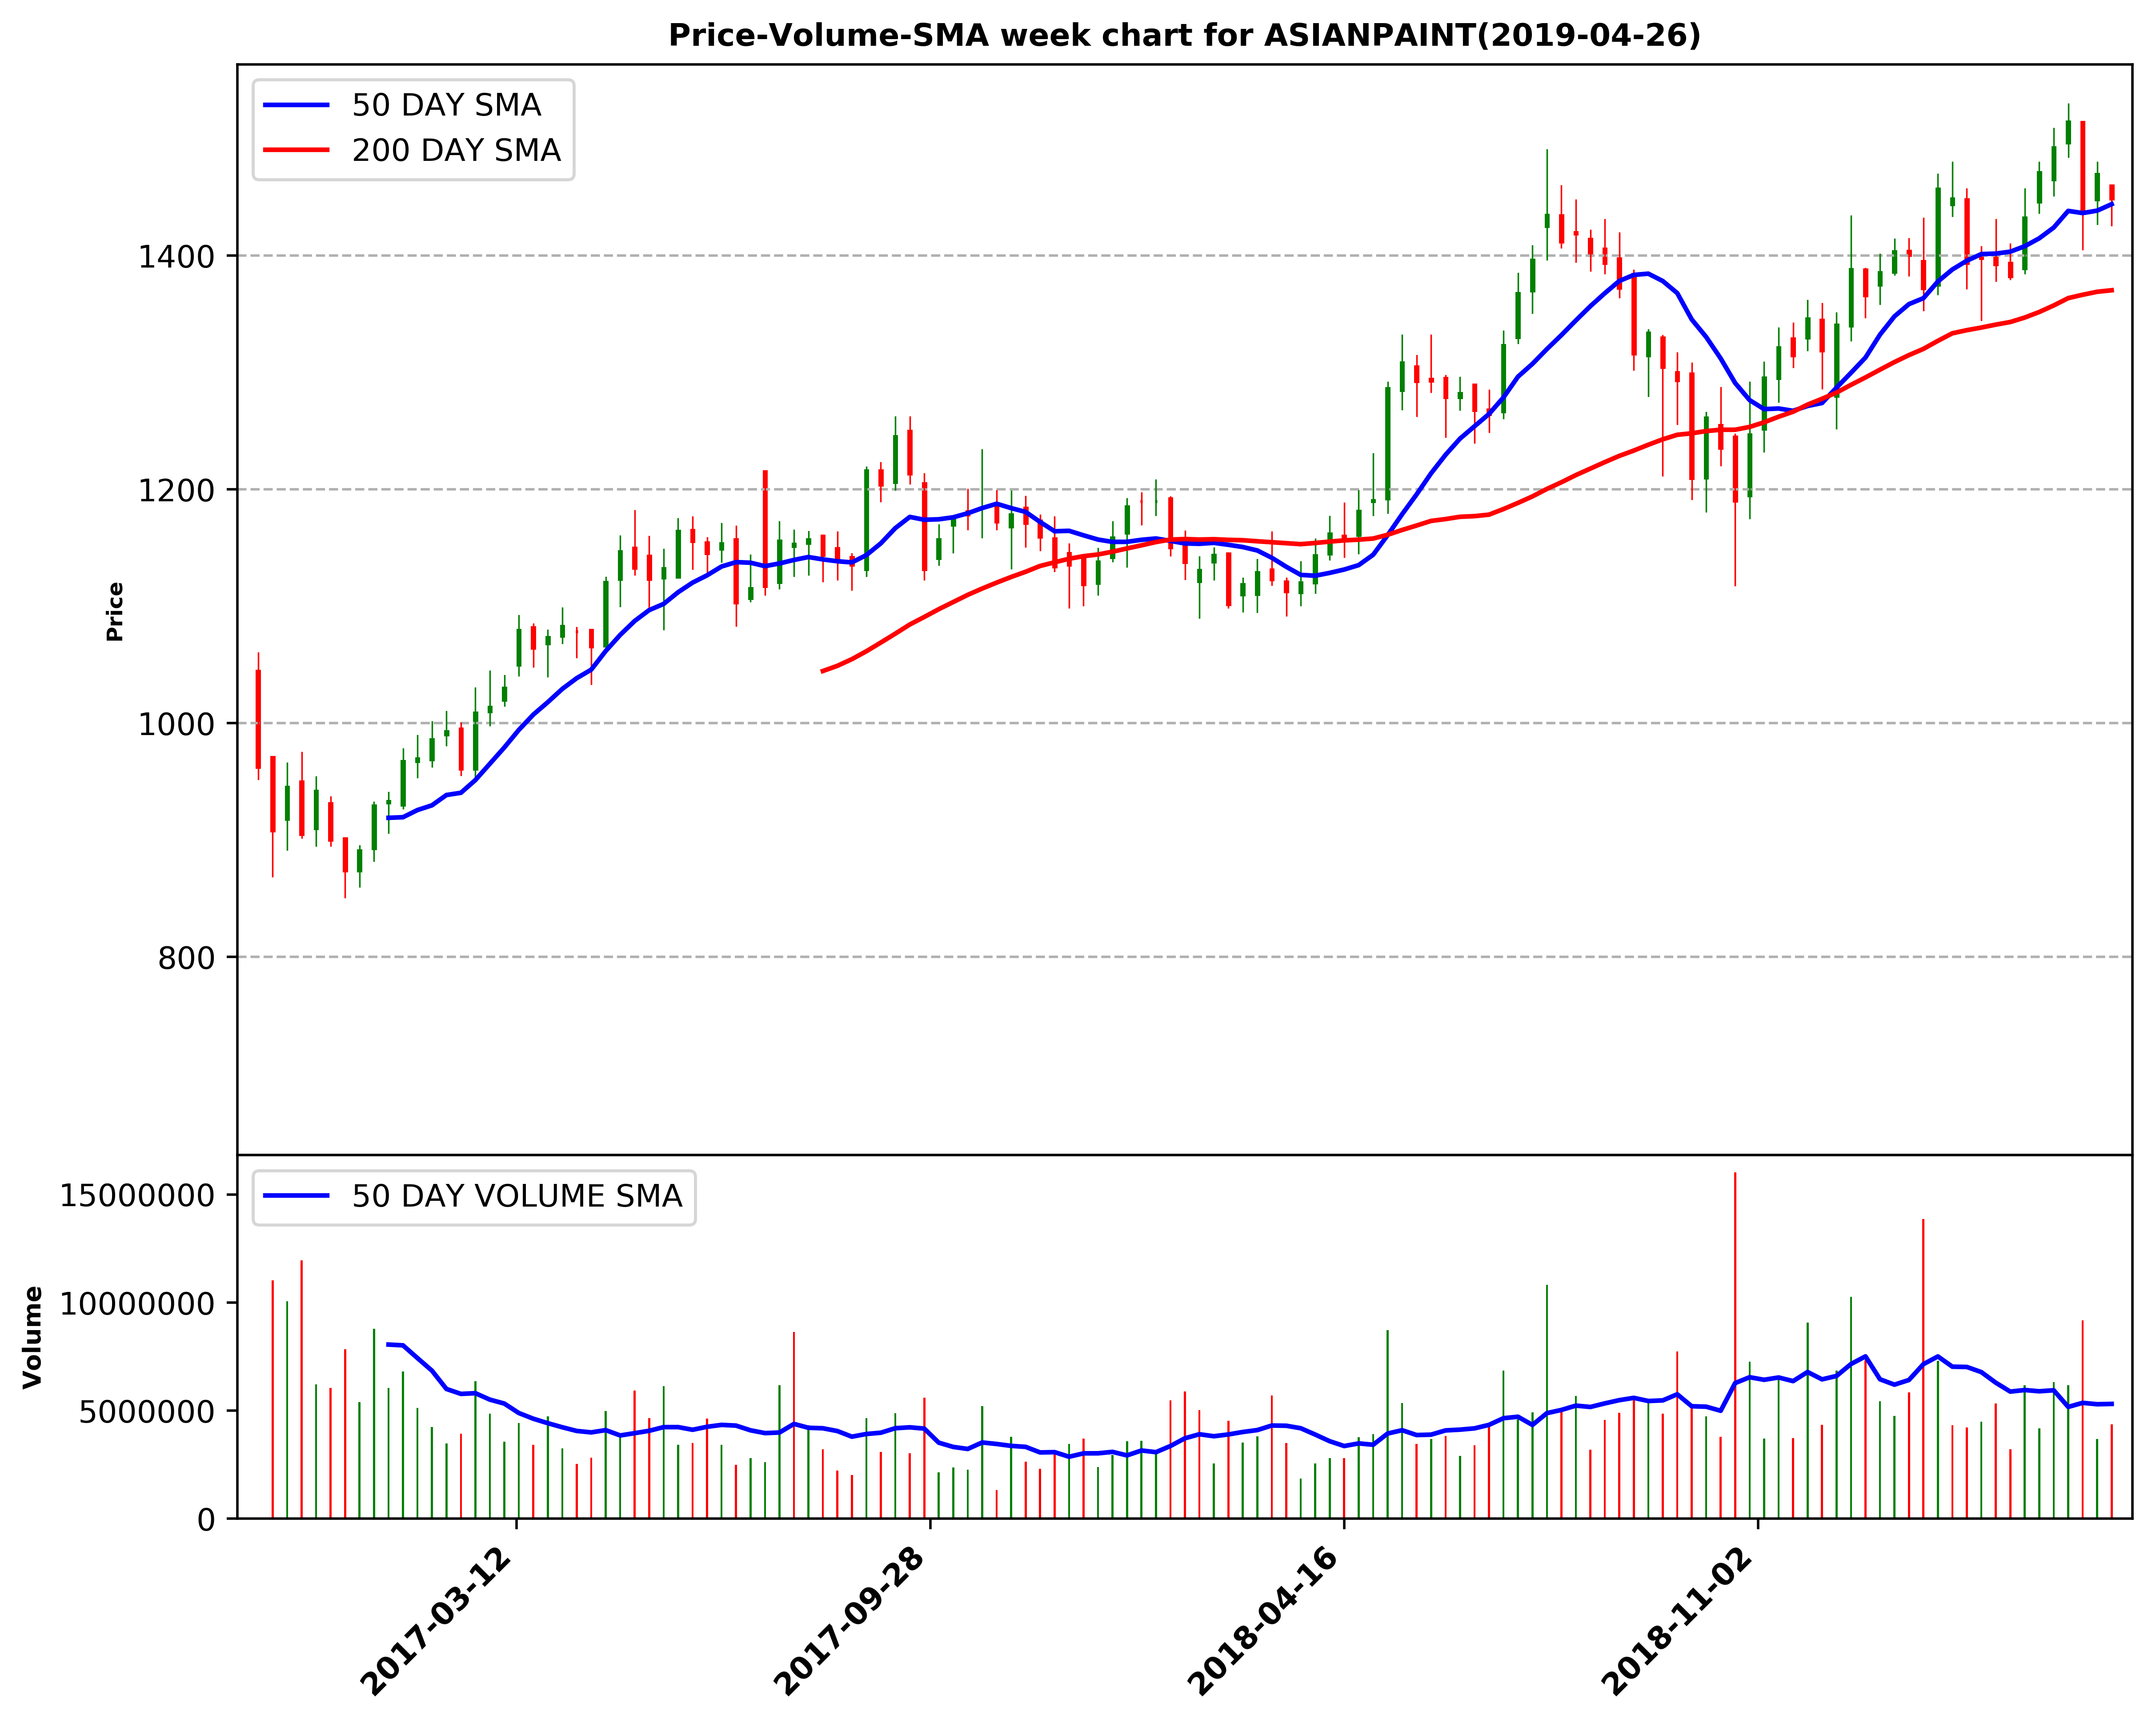 Price-Volume-SMA week chart for ASIANPAINT(2019-04-26)
50 DAY SMA
200 DAY SMA
1400
1200
1000
800
Price
50 DAY VOLUME SMA
15000000
10000000
5000000
0
Volume
2017-03-12
2017-09-28
2018-04-16
2018-11-02